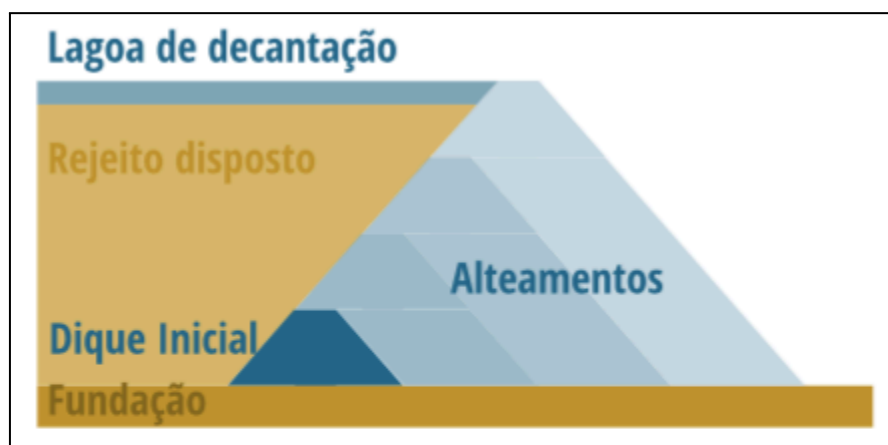 Lagoa de decantação
Rejeito disposto
Alteamentos
Dique Inicial
Fundação